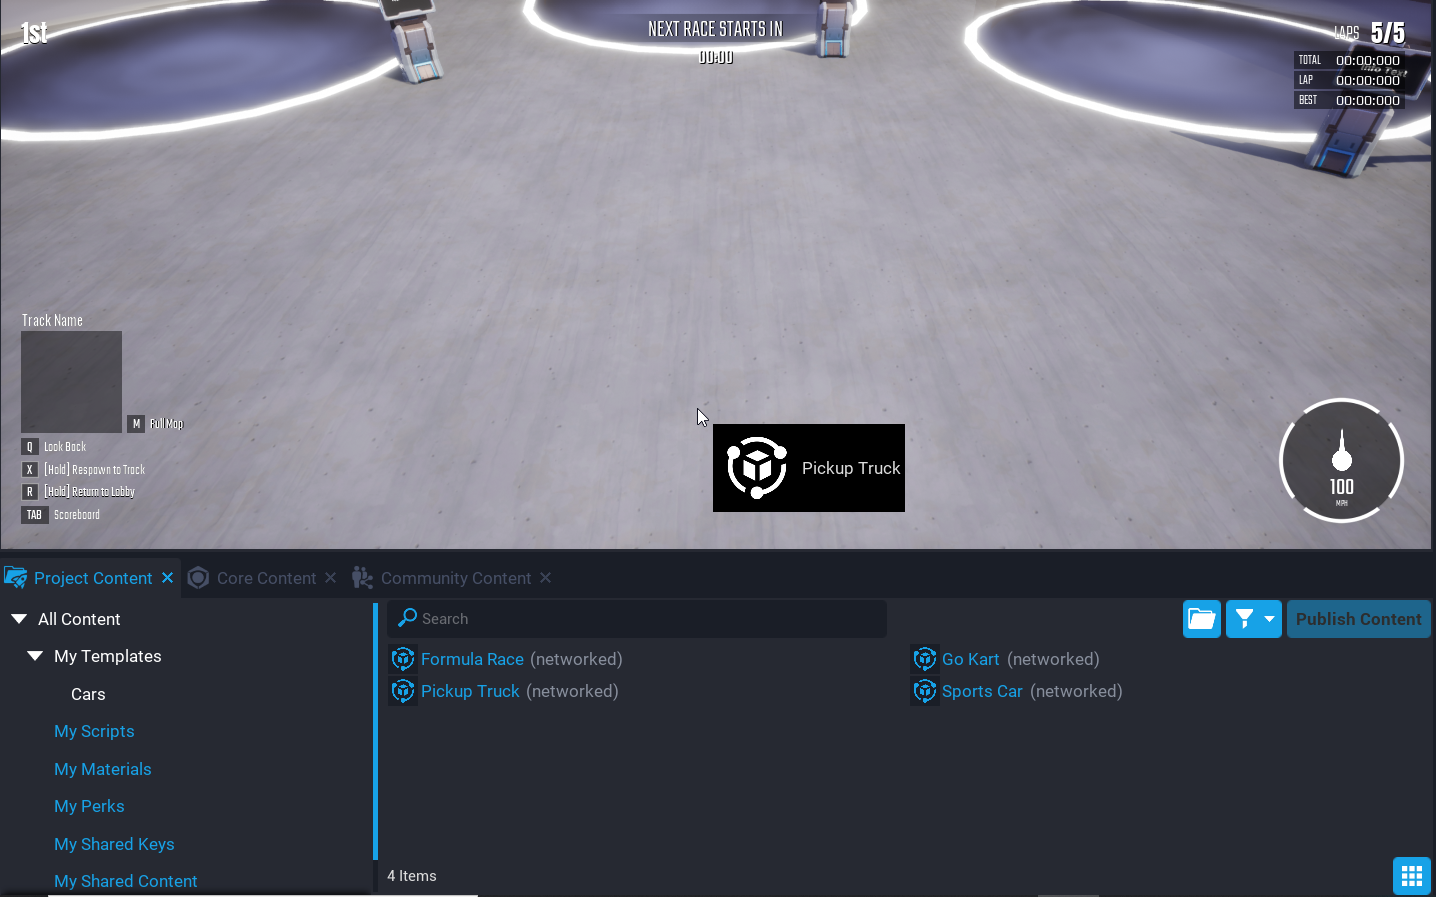 1st
NEXT RACE STARTS IN
00:00
LAPS 5/5
TOTAL 00:00:000
LAP 00:00:000
BEST 00:00:000
Info Text
Track Name
M Full Map
Q Look Back
X [Hold] Respawn to Track
R [Hold] Return to Lobby
TAB Scoreboard
Pickup Truck
100
MPH
Project Content
Core Content
Community Content
All Content
My Templates
Cars
My Scripts
My Materials
My Perks
My Shared Keys
My Shared Content
Search
Publish Content
Formula Race (networked)
Go Kart (networked)
Pickup Truck (networked)
Sports Car (networked)
4 Items